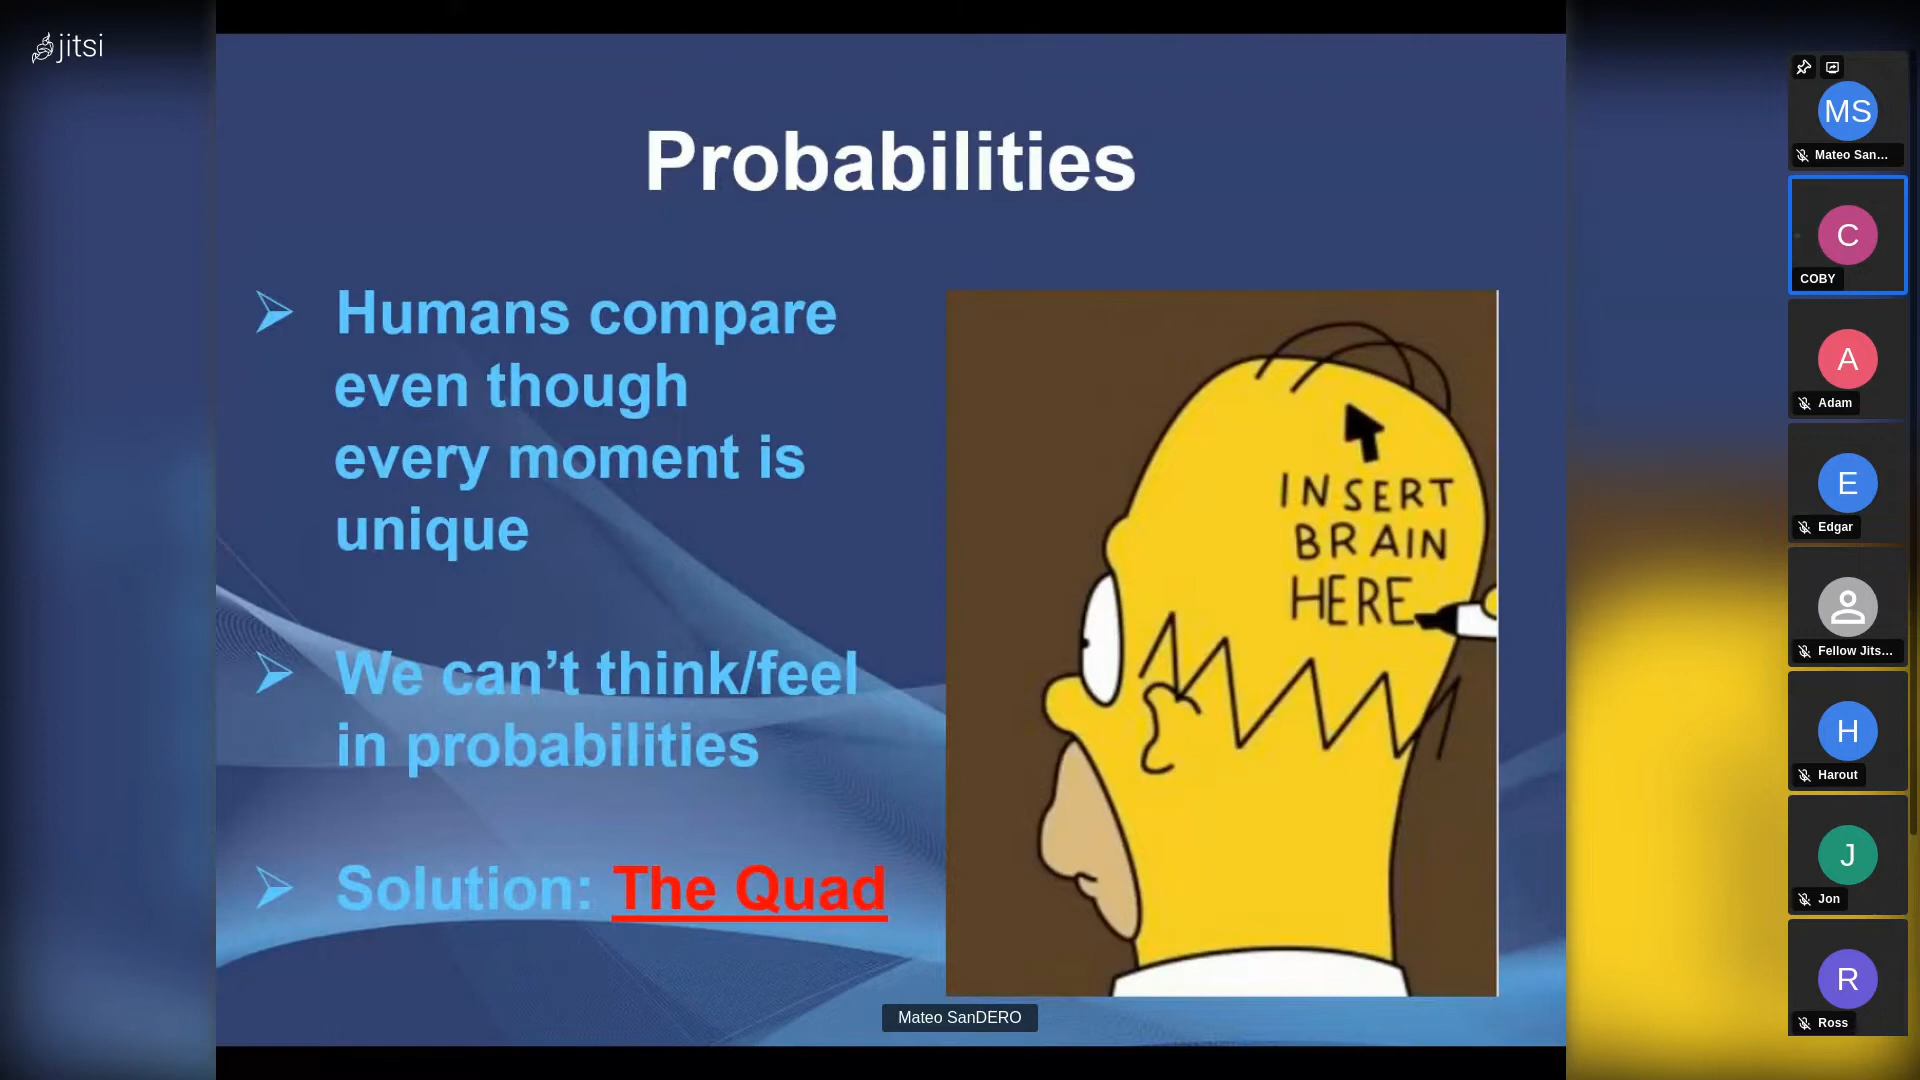 jitsi
Probabilities
Humans compare
even though
every moment is
unique
We can’t think/feel
in probabilities
Solution: The Quad
INSERT
BRAIN
HERE
Mateo SanDERO
MS
Mateo San...
C
COBY
A
Adam
E
Edgar
Fellow Jits...
H
Harout
J
Jon
R
Ross